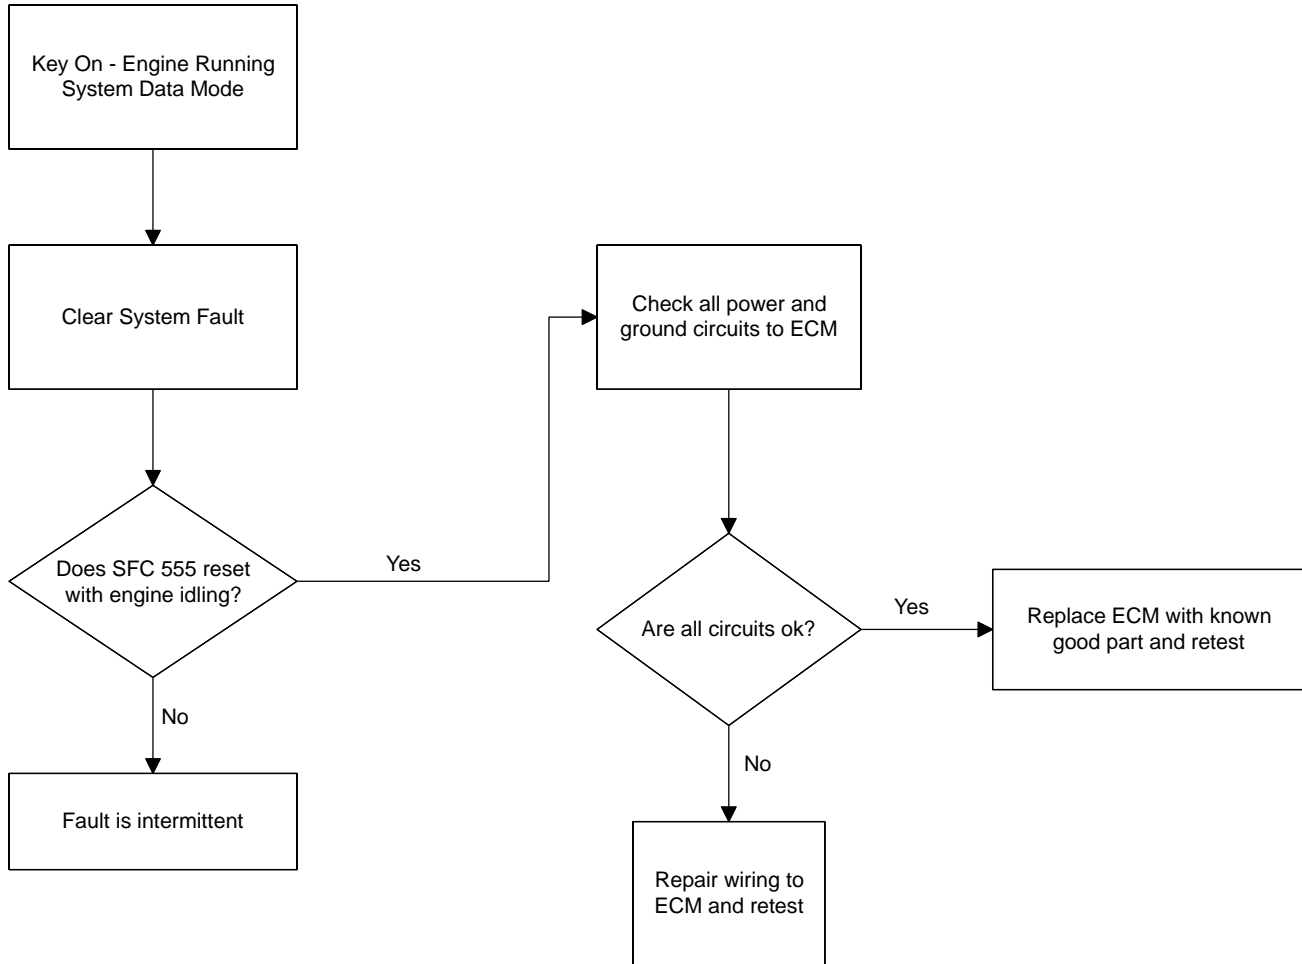 Key On - Engine Running
System Data Mode
Clear System Fault
Does SFC 555 reset
with engine idling?
Yes
No
Fault is intermittent
Check all power and
ground circuits to ECM
Are all circuits ok?
Yes
Replace ECM with known
good part and retest
No
Repair wiring to
ECM and retest